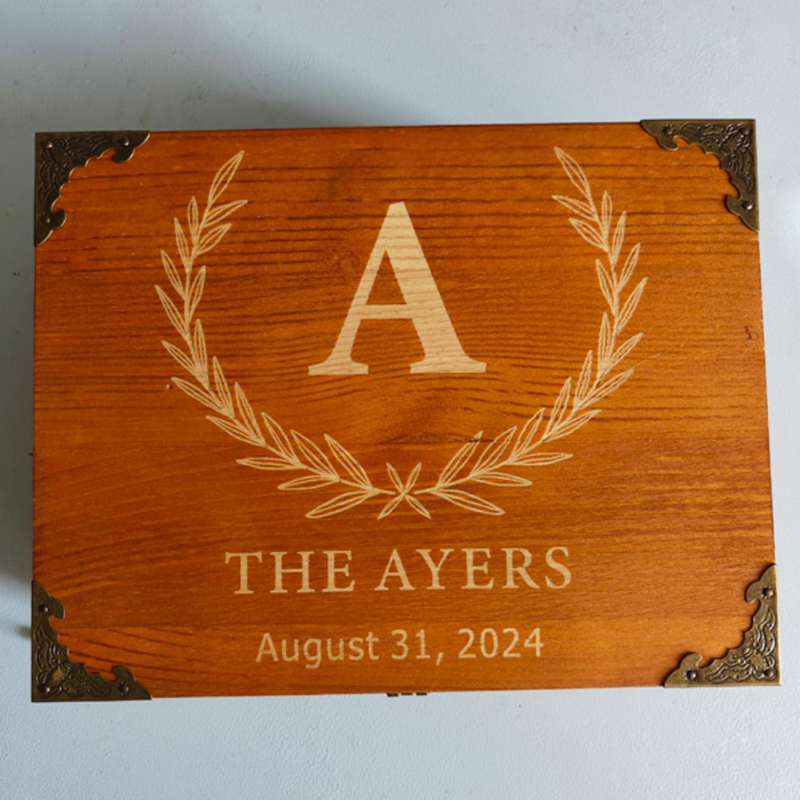 A
THE AYERS
August 31, 2024